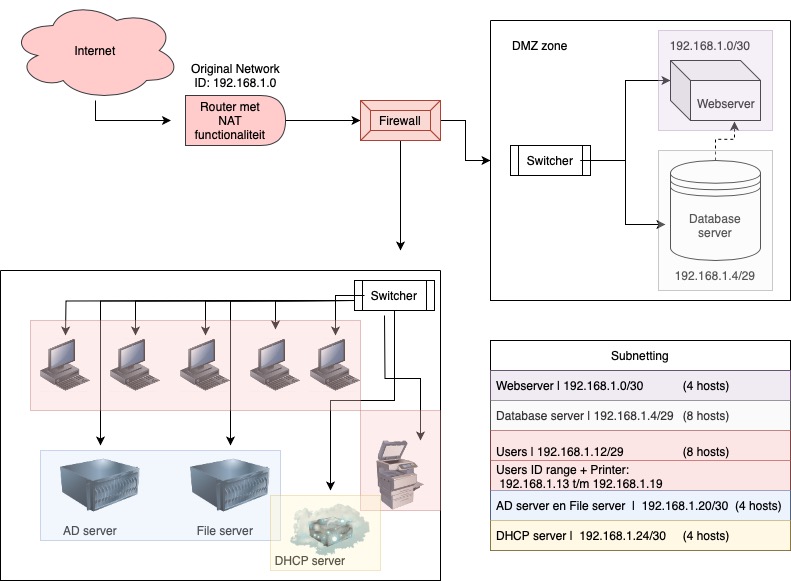 Internet
Original Network
ID: 192.168.1.0
Router met
NAT
functionaliteit
Firewall
DMZ zone
192.168.1.0/30
Webserver
Switcher
Database
server
192.168.1.4/29
Switcher
AD server
File server
DHCP server
Subnetting
Webserver | 192.168.1.0/30 (4 hosts)
Database server | 192.168.1.4/29 (8 hosts)
Users | 192.168.1.12/29 (8 hosts)
Users ID range + Printer:
192.168.1.13 t/m 192.168.1.19
AD server en File server | 192.168.1.20/30 (4 hosts)
DHCP server | 192.168.1.24/30 (4 hosts)